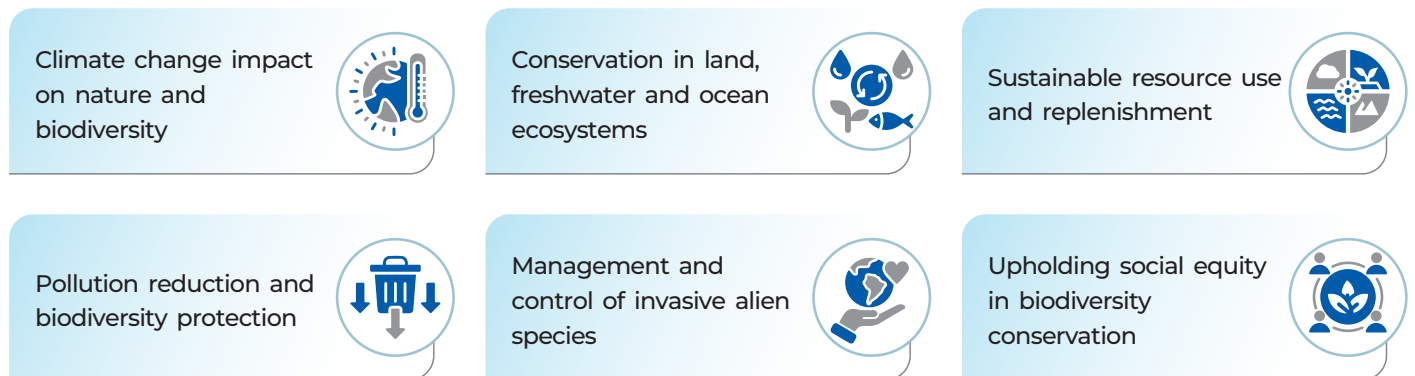 Climate change impact
on nature and
biodiversity
Conservation in land,
freshwater and ocean
ecosystems
Sustainable resource use
and replenishment
Pollution reduction and
biodiversity protection
Management and
control of invasive alien
species
Upholding social equity
in biodiversity
conservation